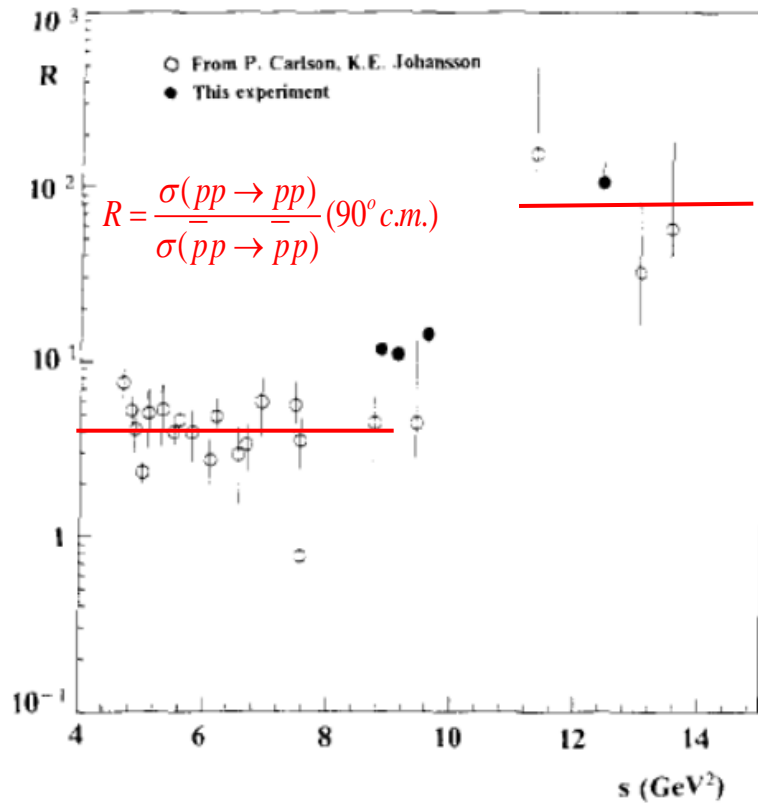 10³
R
○ From P. Carlson, K.E. Johansson
● This experiment
10²
R = σ(pp → pp) / σ(p̄p → p̄p) (90° c.m.)
10¹
1
10⁻¹
4 6 8 10 12 14
s (GeV²)